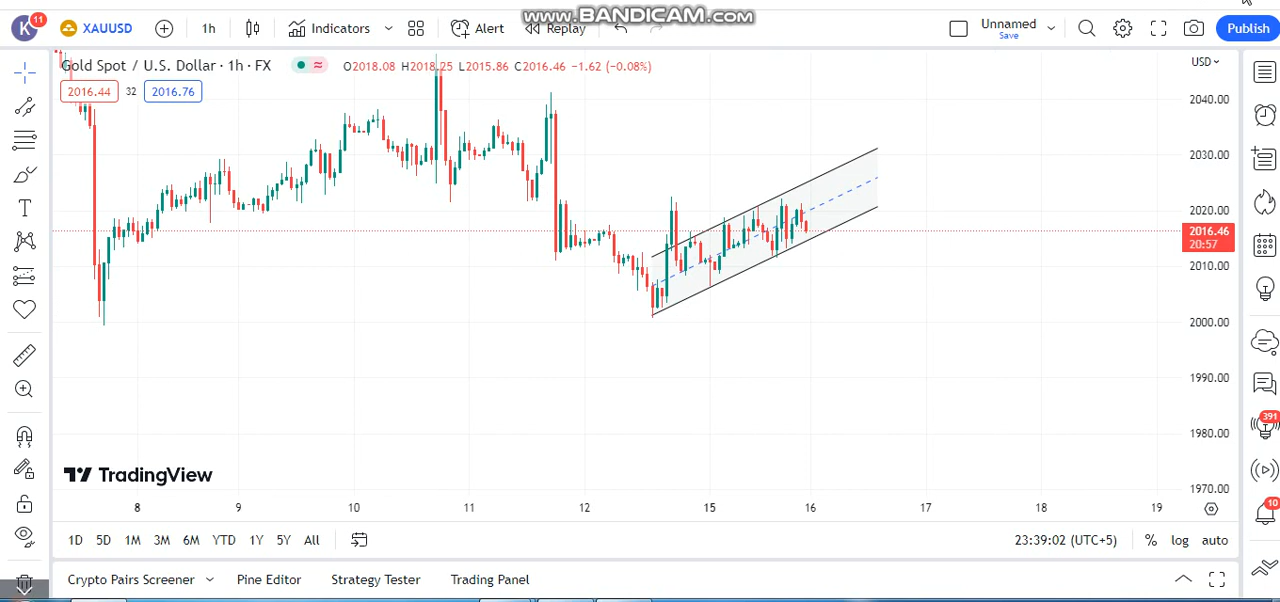 www.BANDICAM.com
K 11 XAUUSD 1h Indicators Alert Replay Unnamed Publish
Save
Gold Spot / U.S. Dollar · 1h · FX O2018.08 H2018.25 L2015.86 C2016.46 −1.62 (−0.08%) USD
2016.44 32 2016.76
2040.00
2030.00
2020.00
2016.46
20:57
2010.00
2000.00
1990.00
1980.00
1970.00
391
TradingView
8 9 10 11 12 15 16 17 18 19
10
1D 5D 1M 3M 6M YTD 1Y 5Y All 23:39:02 (UTC+5) % log auto
Crypto Pairs Screener Pine Editor Strategy Tester Trading Panel